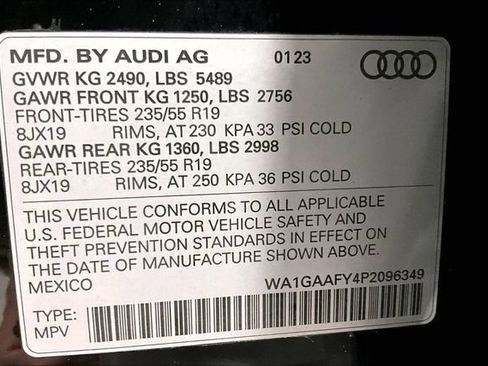 MFD. BY AUDI AG 0123
GVWR KG 2490, LBS 5489
GAWR FRONT KG 1250, LBS 2756
FRONT-TIRES 235/55 R19
8JX19 RIMS, AT 230 KPA 33 PSI COLD
GAWR REAR KG 1360, LBS 2998
REAR-TIRES 235/55 R19
8JX19 RIMS, AT 250 KPA 36 PSI COLD
THIS VEHICLE CONFORMS TO ALL APPLICABLE
U.S. FEDERAL MOTOR VEHICLE SAFETY AND
THEFT PREVENTION STANDARDS IN EFFECT ON
THE DATE OF MANUFACTURE SHOWN ABOVE.
MEXICO WA1GAAFY4P2096349
TYPE:
MPV